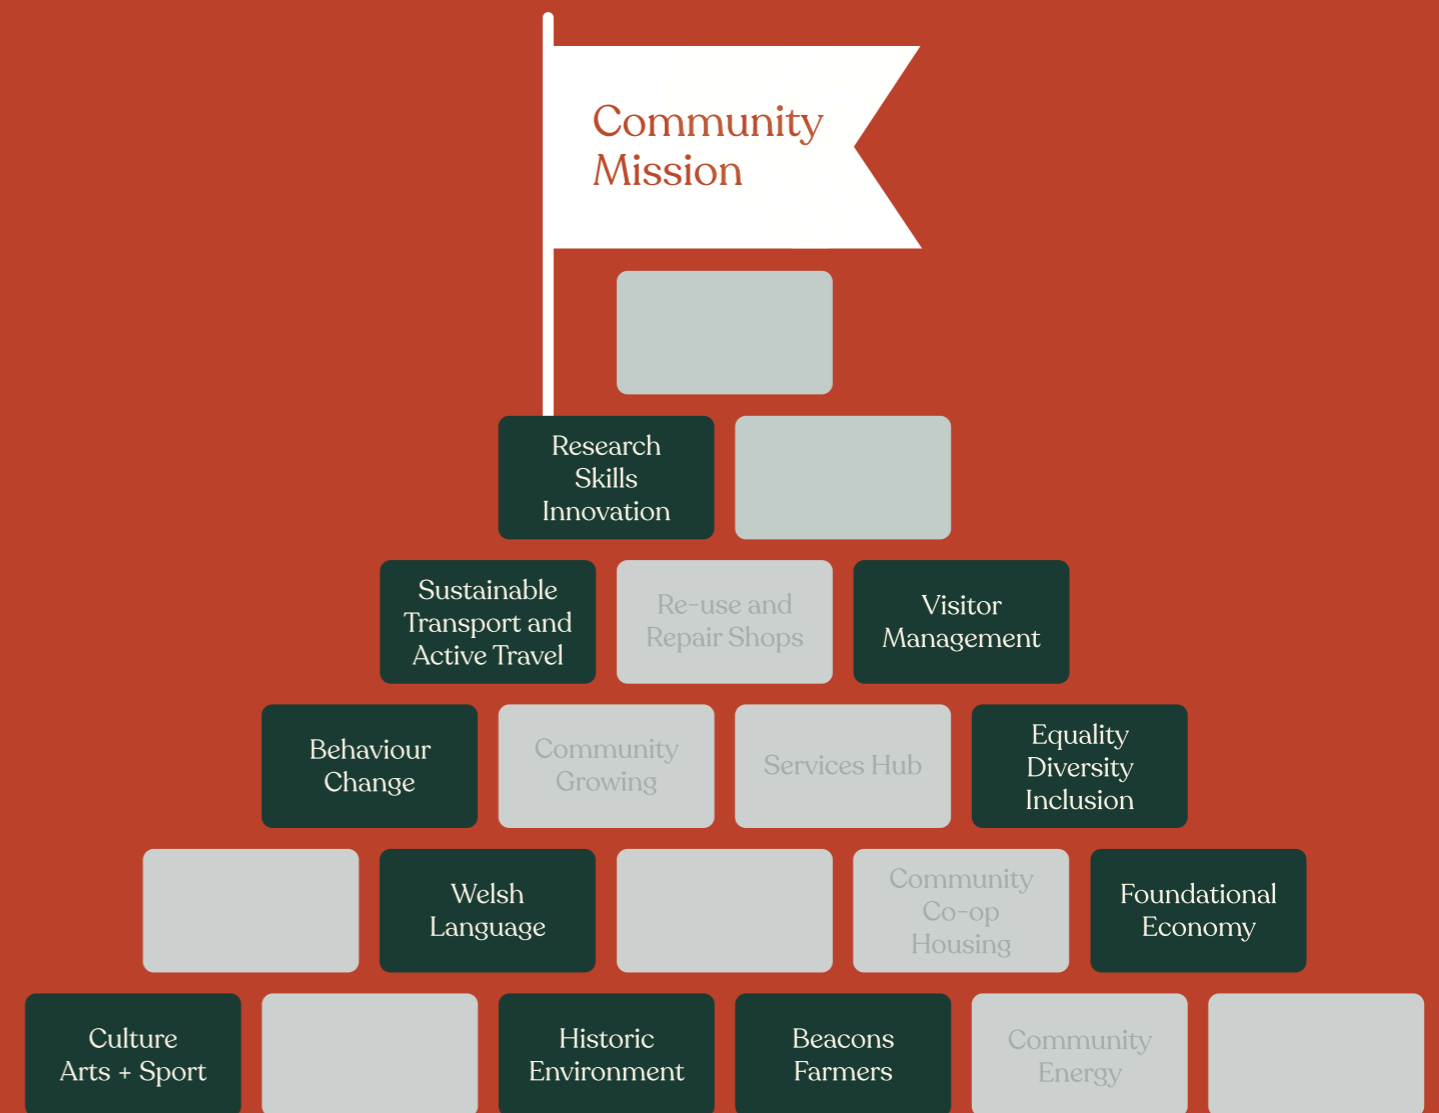 Community
Mission
Research
Skills
Innovation
Sustainable
Transport and
Active Travel
Re-use and
Repair Shops
Visitor
Management
Behaviour
Change
Community
Growing
Services Hub
Equality
Diversity
Inclusion
Welsh
Language
Community
Co-op
Housing
Foundational
Economy
Culture
Arts + Sport
Historic
Environment
Beacons
Farmers
Community
Energy